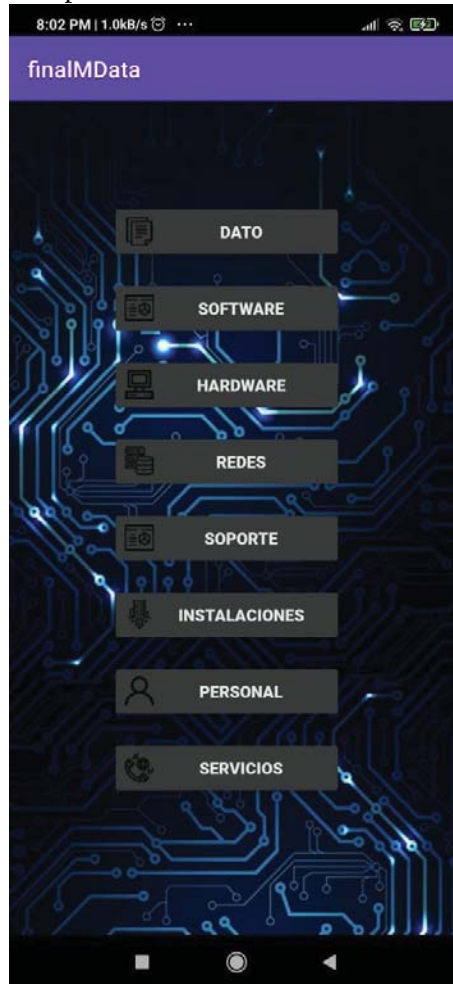 8:02 PM | 1.0kB/s
finalMData
DATO
SOFTWARE
HARDWARE
REDES
SOPORTE
INSTALACIONES
PERSONAL
SERVICIOS